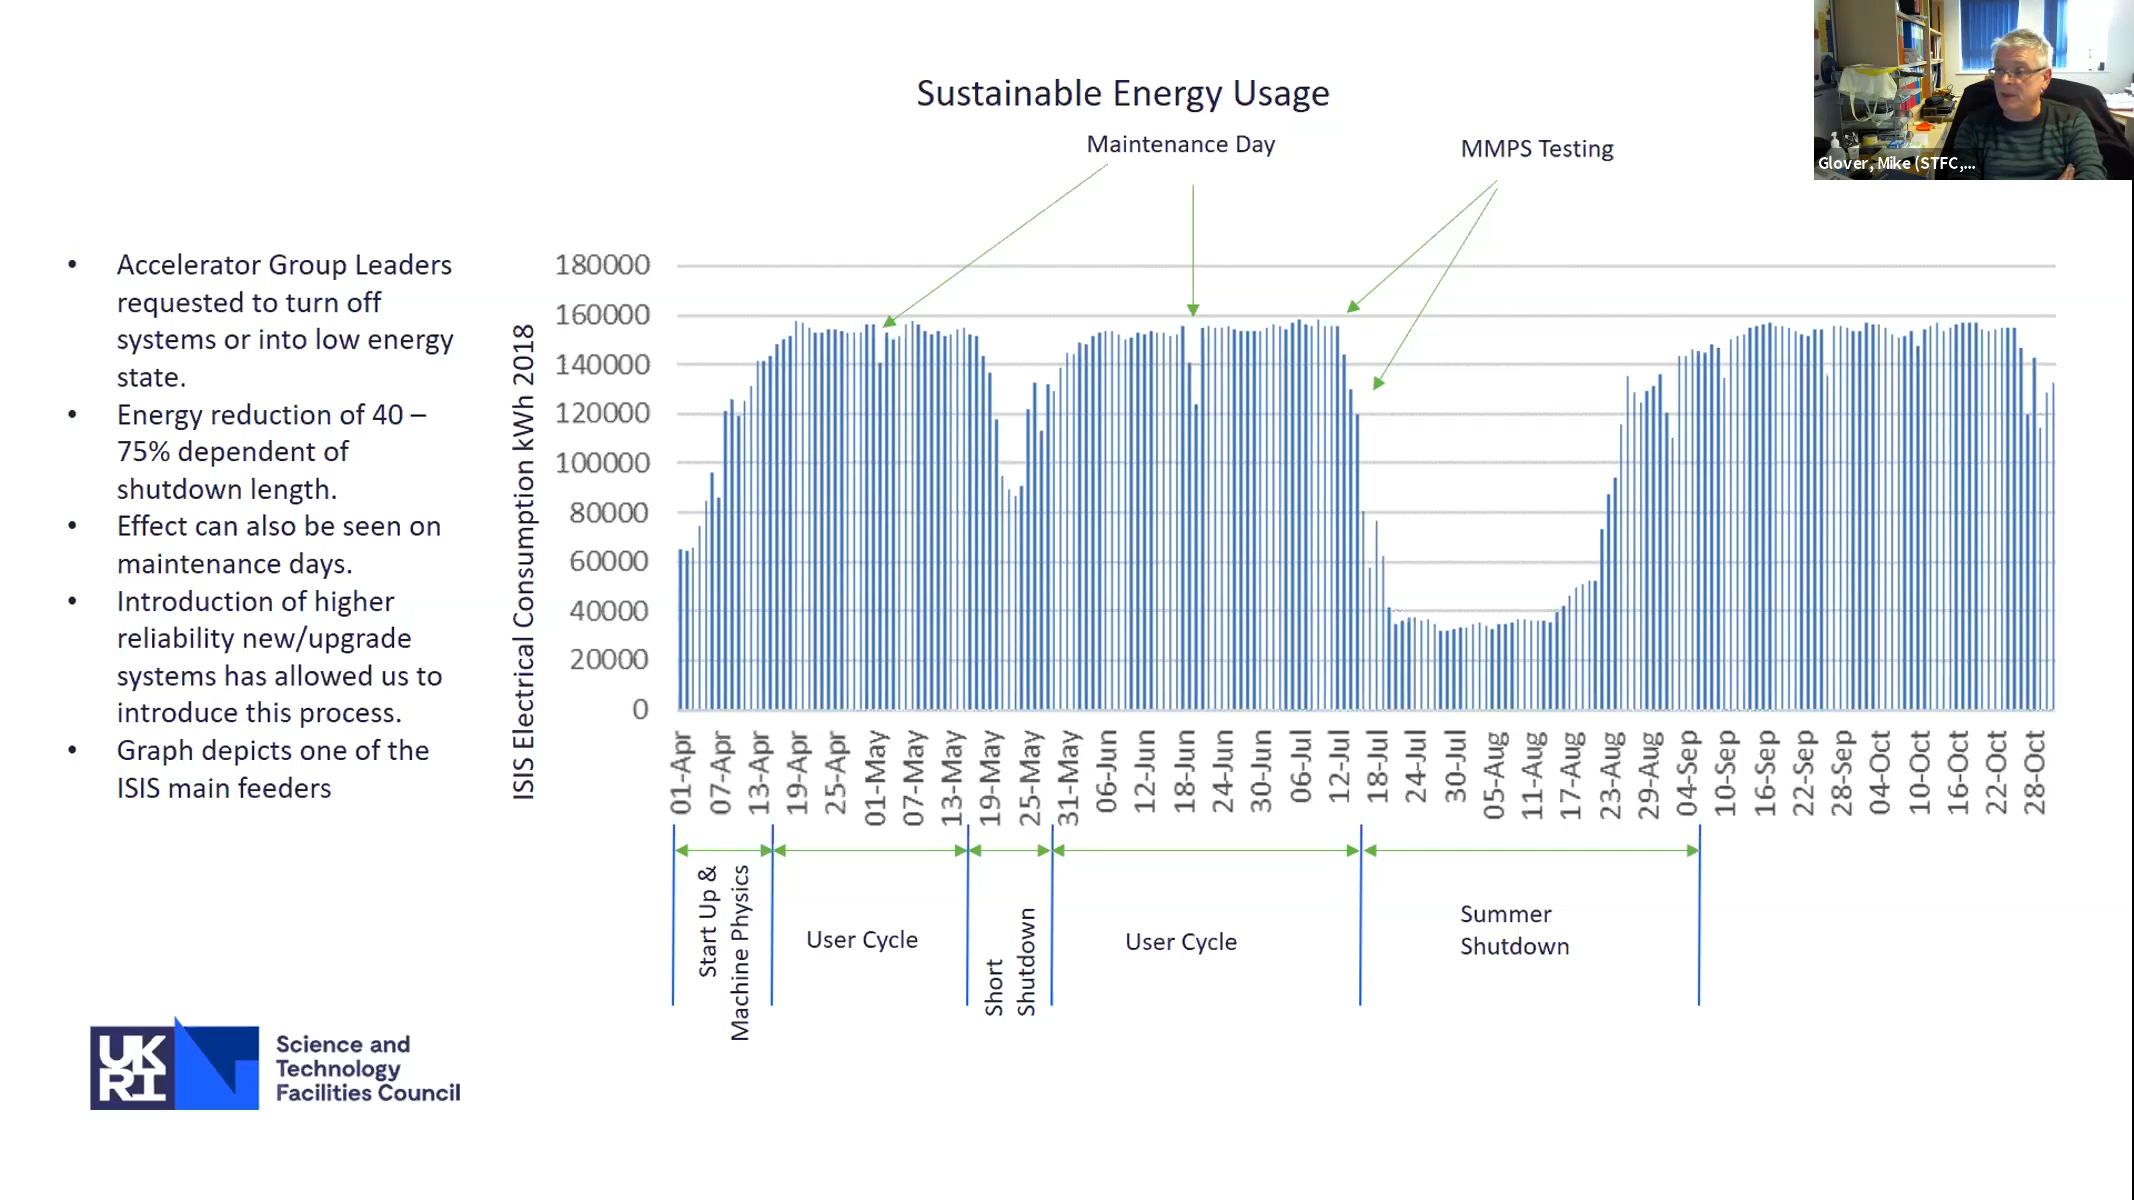 Sustainable Energy Usage
Maintenance Day
MMPS Testing
Glover, Mike (STFC,...
• Accelerator Group Leaders
requested to turn off
systems or into low energy
state.
• Energy reduction of 40 –
75% dependent of
shutdown length.
• Effect can also be seen on
maintenance days.
• Introduction of higher
reliability new/upgrade
systems has allowed us to
introduce this process.
• Graph depicts one of the
ISIS main feeders
ISIS Electrical Consumption kWh 2018
180000
160000
140000
120000
100000
80000
60000
40000
20000
0
01-Apr
07-Apr
13-Apr
19-Apr
25-Apr
01-May
07-May
13-May
19-May
25-May
31-May
06-Jun
12-Jun
18-Jun
24-Jun
30-Jun
06-Jul
12-Jul
18-Jul
24-Jul
30-Jul
05-Aug
11-Aug
17-Aug
23-Aug
29-Aug
04-Sep
10-Sep
16-Sep
22-Sep
28-Sep
04-Oct
10-Oct
16-Oct
22-Oct
28-Oct
Start Up &
Machine Physics
User Cycle
Short
Shutdown
User Cycle
Summer
Shutdown
UK
RI
Science and
Technology
Facilities Council